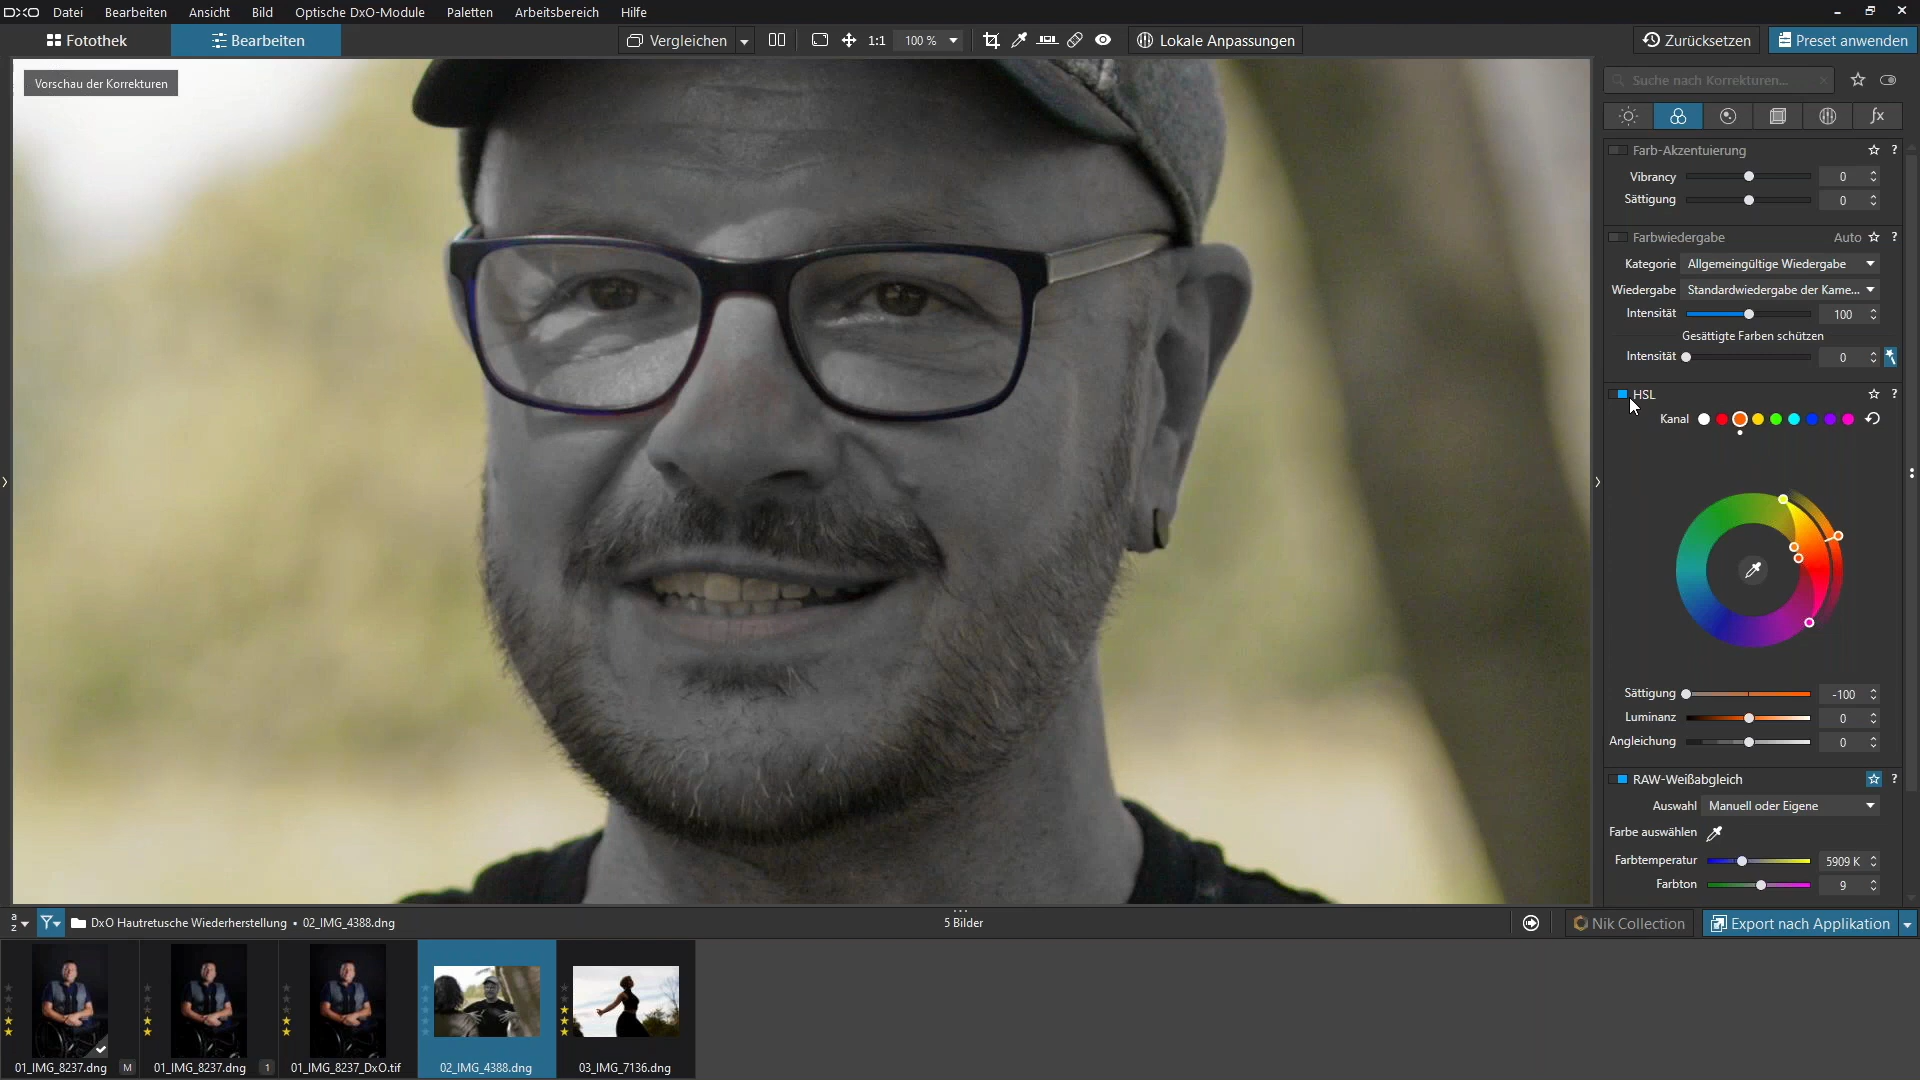 DXO Datei Bearbeiten Ansicht Bild Optische DxO-Module Paletten Arbeitsbereich Hilfe
Fotothek Bearbeiten Vergleichen 1:1 100 % Lokale Anpassungen Zurücksetzen Preset anwenden
Vorschau der Korrekturen
Suche nach Korrekturen...
fx
Farb-Akzentuierung ?
Vibrancy 0
Sättigung 0
Farbwiedergabe Auto ?
Kategorie Allgemeingültige Wiedergabe
Wiedergabe Standardwiedergabe der Kame...
Intensität 100
Gesättigte Farben schützen
Intensität 0
HSL ?
Kanal
Sättigung -100
Luminanz 0
Angleichung 0
RAW-Weißabgleich ?
Auswahl Manuell oder Eigene
Farbe auswählen
Farbtemperatur 5909 K
Farbton 9
a z DxO Hautretusche Wiederherstellung • 02_IMG_4388.dng 5 Bilder Nik Collection Export nach Applikation
01_IMG_8237.dng M 01_IMG_8237.dng 1 01_IMG_8237_DxO.tif 02_IMG_4388.dng 03_IMG_7136.dng